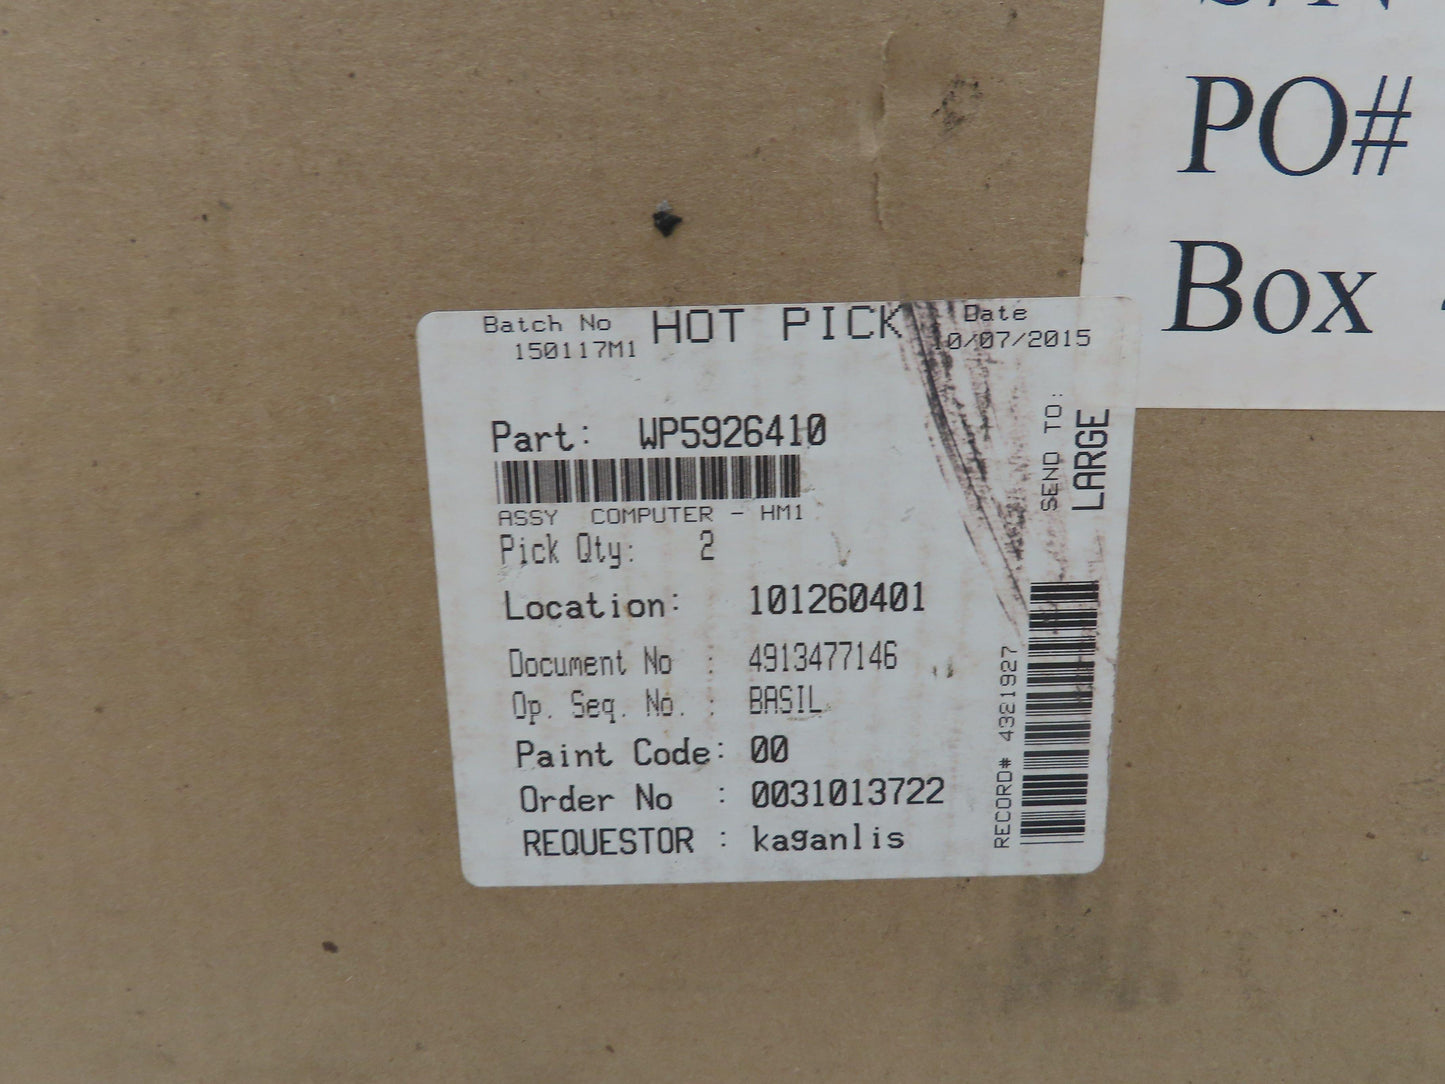 PO#
Box
Batch No HOT PICK Date
150117M1 10/07/2015
Part: WP5926410
ASSY COMPUTER - HM1
Pick Qty: 2
Location: 101260401
Document No : 4913477146
Op. Seq. No. : BASIL
Paint Code: 00
Order No : 0031013722
REQUESTOR : kaganlis
SEND TO:
LARGE
RECORD# 4321927